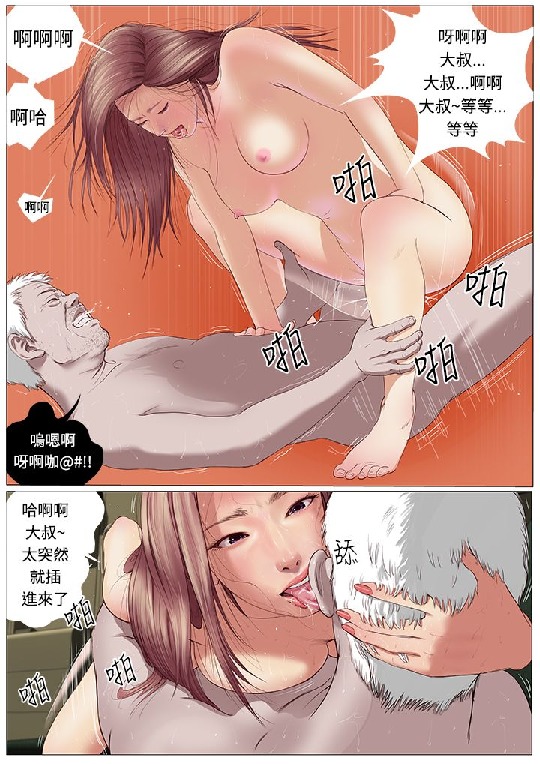 啊啊啊
呀啊啊
大叔...
大叔...啊啊
大叔~等等...
等等
啊哈
啊啊
啪
啪
啪
啪
嗚嗯啊
呀啊咖@#!!
哈啊啊
大叔~
太突然
就插
進來了
舔
啪
啪
啪